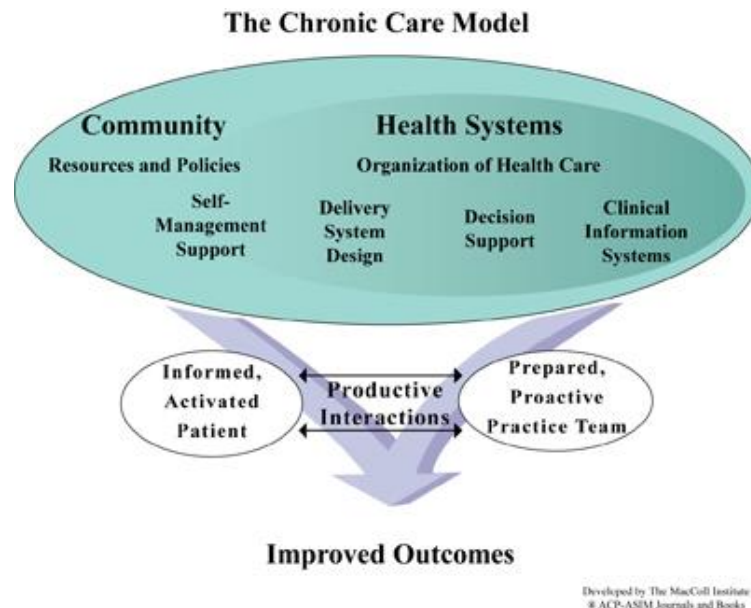 The Chronic Care Model
Community
Resources and Policies
Health Systems
Organization of Health Care
Self-
Management
Support
Delivery
System
Design
Decision
Support
Clinical
Information
Systems
Informed,
Activated
Patient
Productive
Interactions
Prepared,
Proactive
Practice Team
Improved Outcomes
Developed by The MacColl Institute
® ACP-ASIM Journals and Books